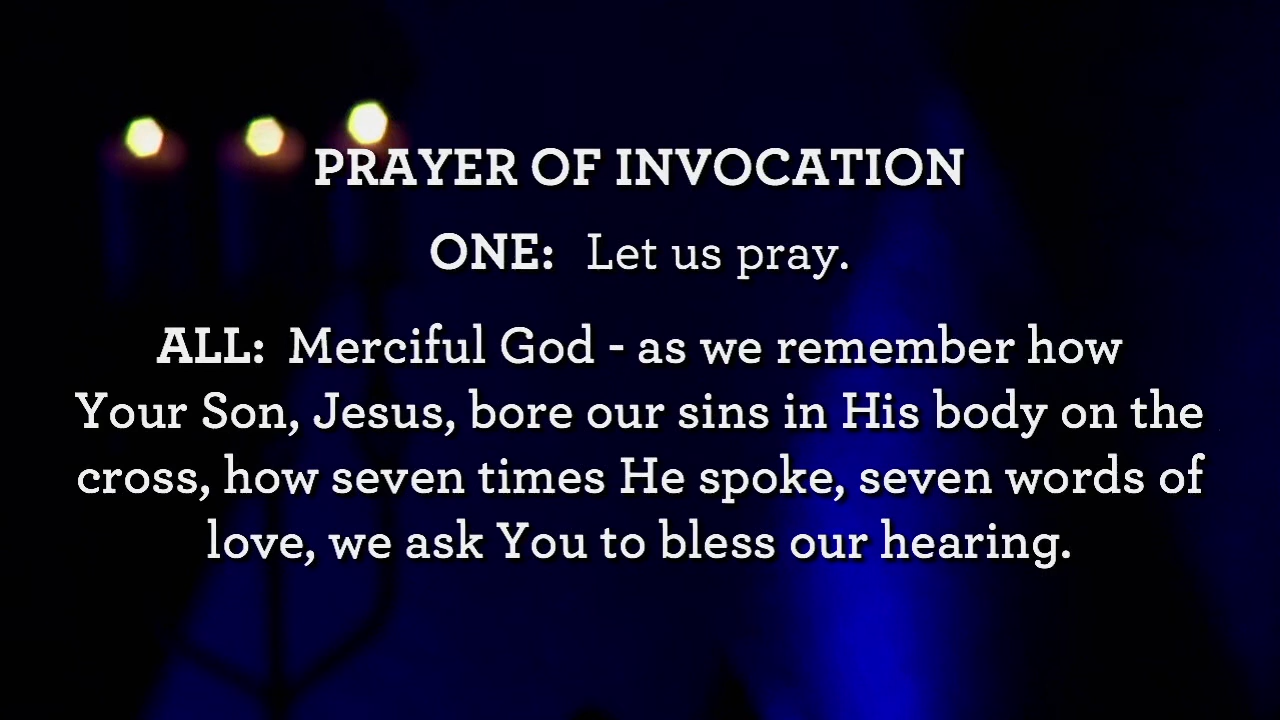 PRAYER OF INVOCATION
ONE: Let us pray.
ALL: Merciful God - as we remember how
Your Son, Jesus, bore our sins in His body on the
cross, how seven times He spoke, seven words of
love, we ask You to bless our hearing.